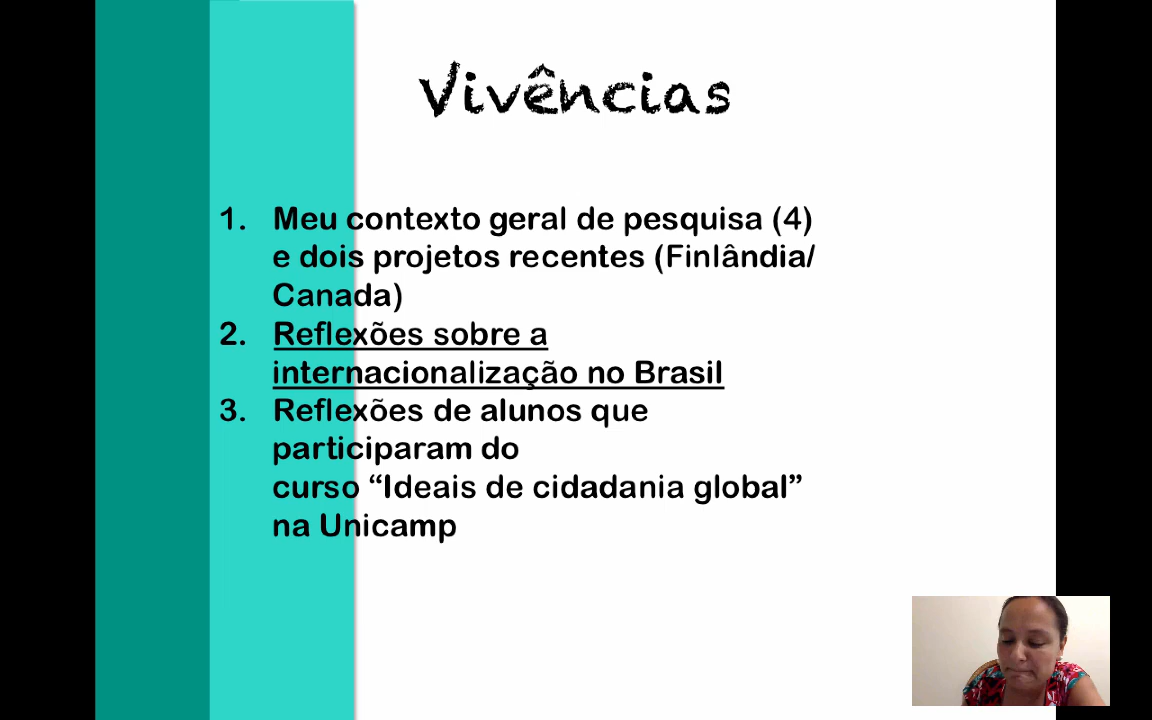 Vivências
1. Meu contexto geral de pesquisa (4)
e dois projetos recentes (Finlândia/
Canada)
2. Reflexões sobre a
internacionalização no Brasil
3. Reflexões de alunos que
participaram do
curso “Ideais de cidadania global”
na Unicamp